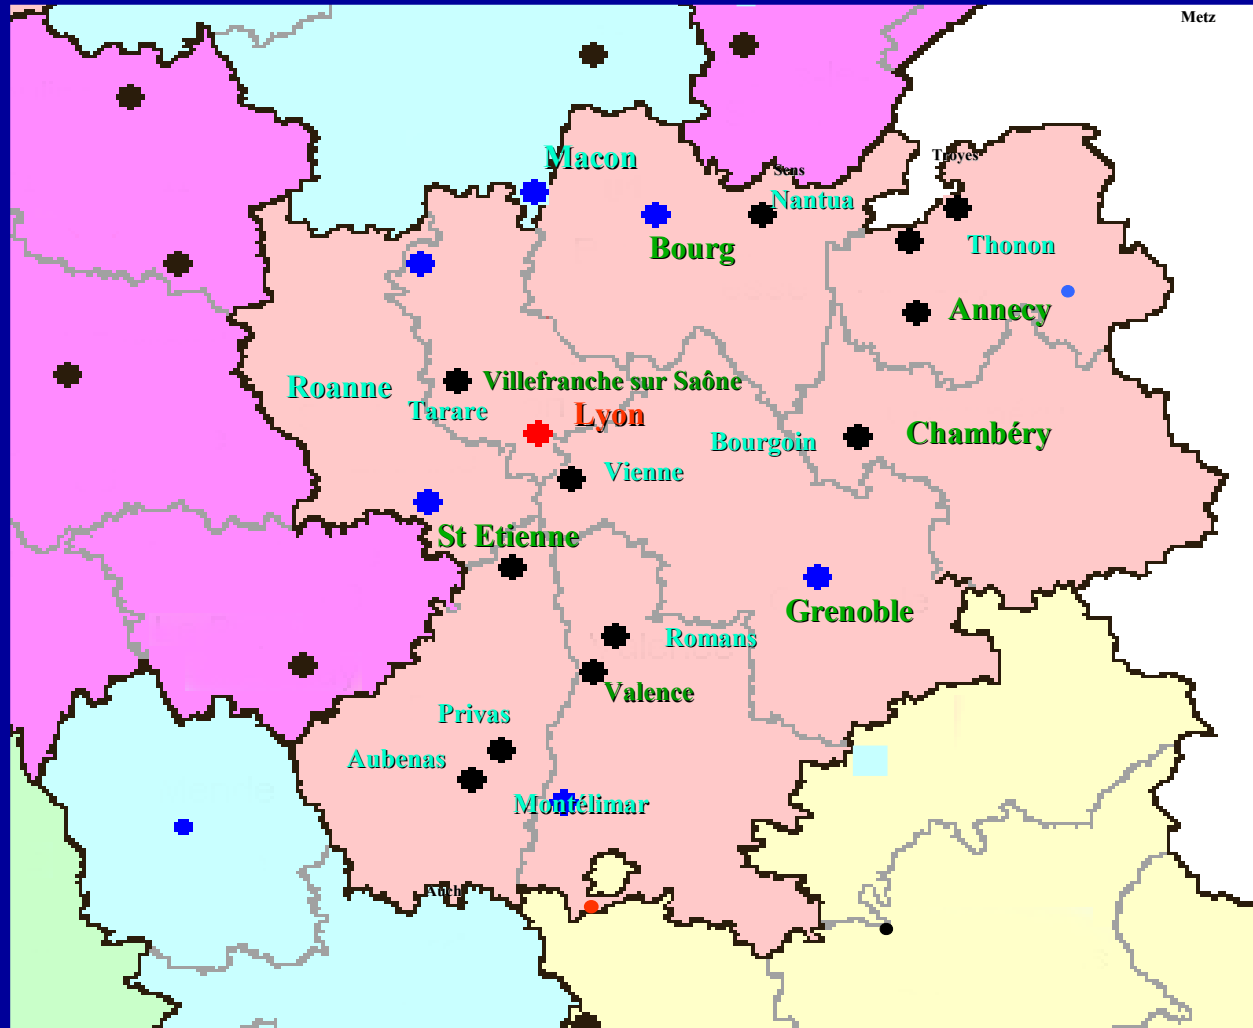 Metz
Troyes
Macon
Sens
Nantua
Bourg
Thonon
Annecy
Villefranche sur Saône
Roanne
Tarare
Lyon
Chambéry
Bourgoin
Vienne
St Etienne
Grenoble
Romans
Valence
Privas
Aubenas
Montélimar
Auch